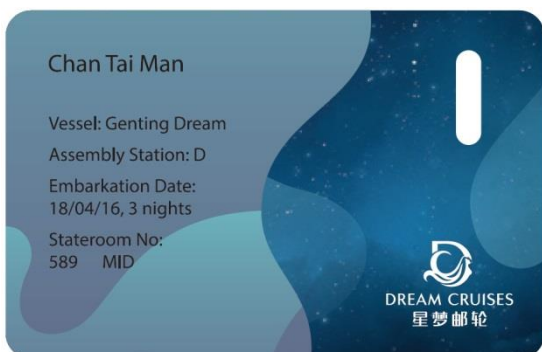 Chan Tai Man
Vessel: Genting Dream
Assembly Station: D
Embarkation Date:
18/04/16, 3 nights
Stateroom No:
589 MID
DREAM CRUISES
星梦邮轮